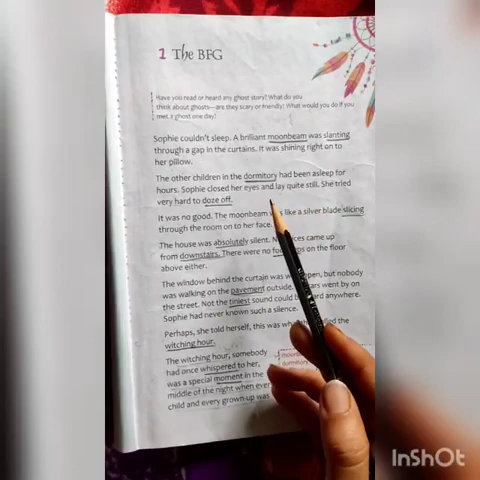 1 The BFG
Have you read or heard any ghost story? What do you
think about ghosts—are they scary or friendly? What would you do if you
met a ghost one day?
Sophie couldn't sleep. A brilliant moonbeam was slanting
through a gap in the curtains. It was shining right on to
her pillow.
The other children in the dormitory had been asleep for
hours. Sophie closed her eyes and lay quite still. She tried
very hard to doze off.
It was no good. The moonbeam was like a silver blade slicing
through the room on to her face.
The house was absolutely silent. No voices came up
from downstairs. There were no on the floor
above either.
The window behind the curtain was open, but nobody
was walking on the pavement outside. went by on
the street. Not the tiniest sound could be heard anywhere.
Sophie had never known such a silence.
Perhaps, she told herself, this was the
witching hour.
The witching hour, somebody
had once whispered to her,
was a special moment in the
middle of the night when every
child and every grown-up was
dormitory
InShOt